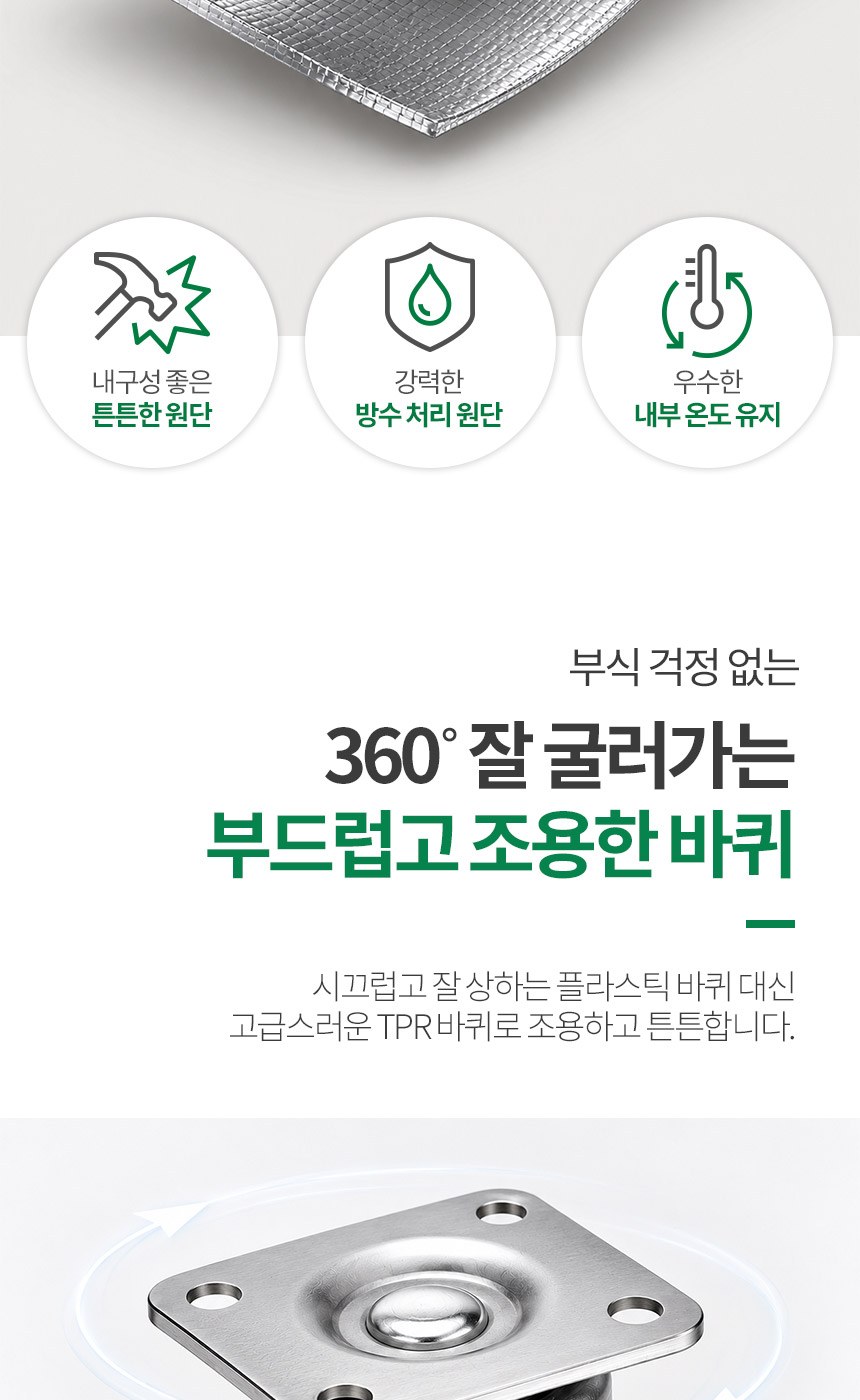 내구성 좋은
튼튼한 원단
강력한
방수 처리 원단
우수한
내부 온도 유지
부식 걱정 없는
360° 잘 굴러가는
부드럽고 조용한 바퀴
시끄럽고 잘 상하는 플라스틱 바퀴 대신
고급스러운 TPR 바퀴로 조용하고 튼튼합니다.